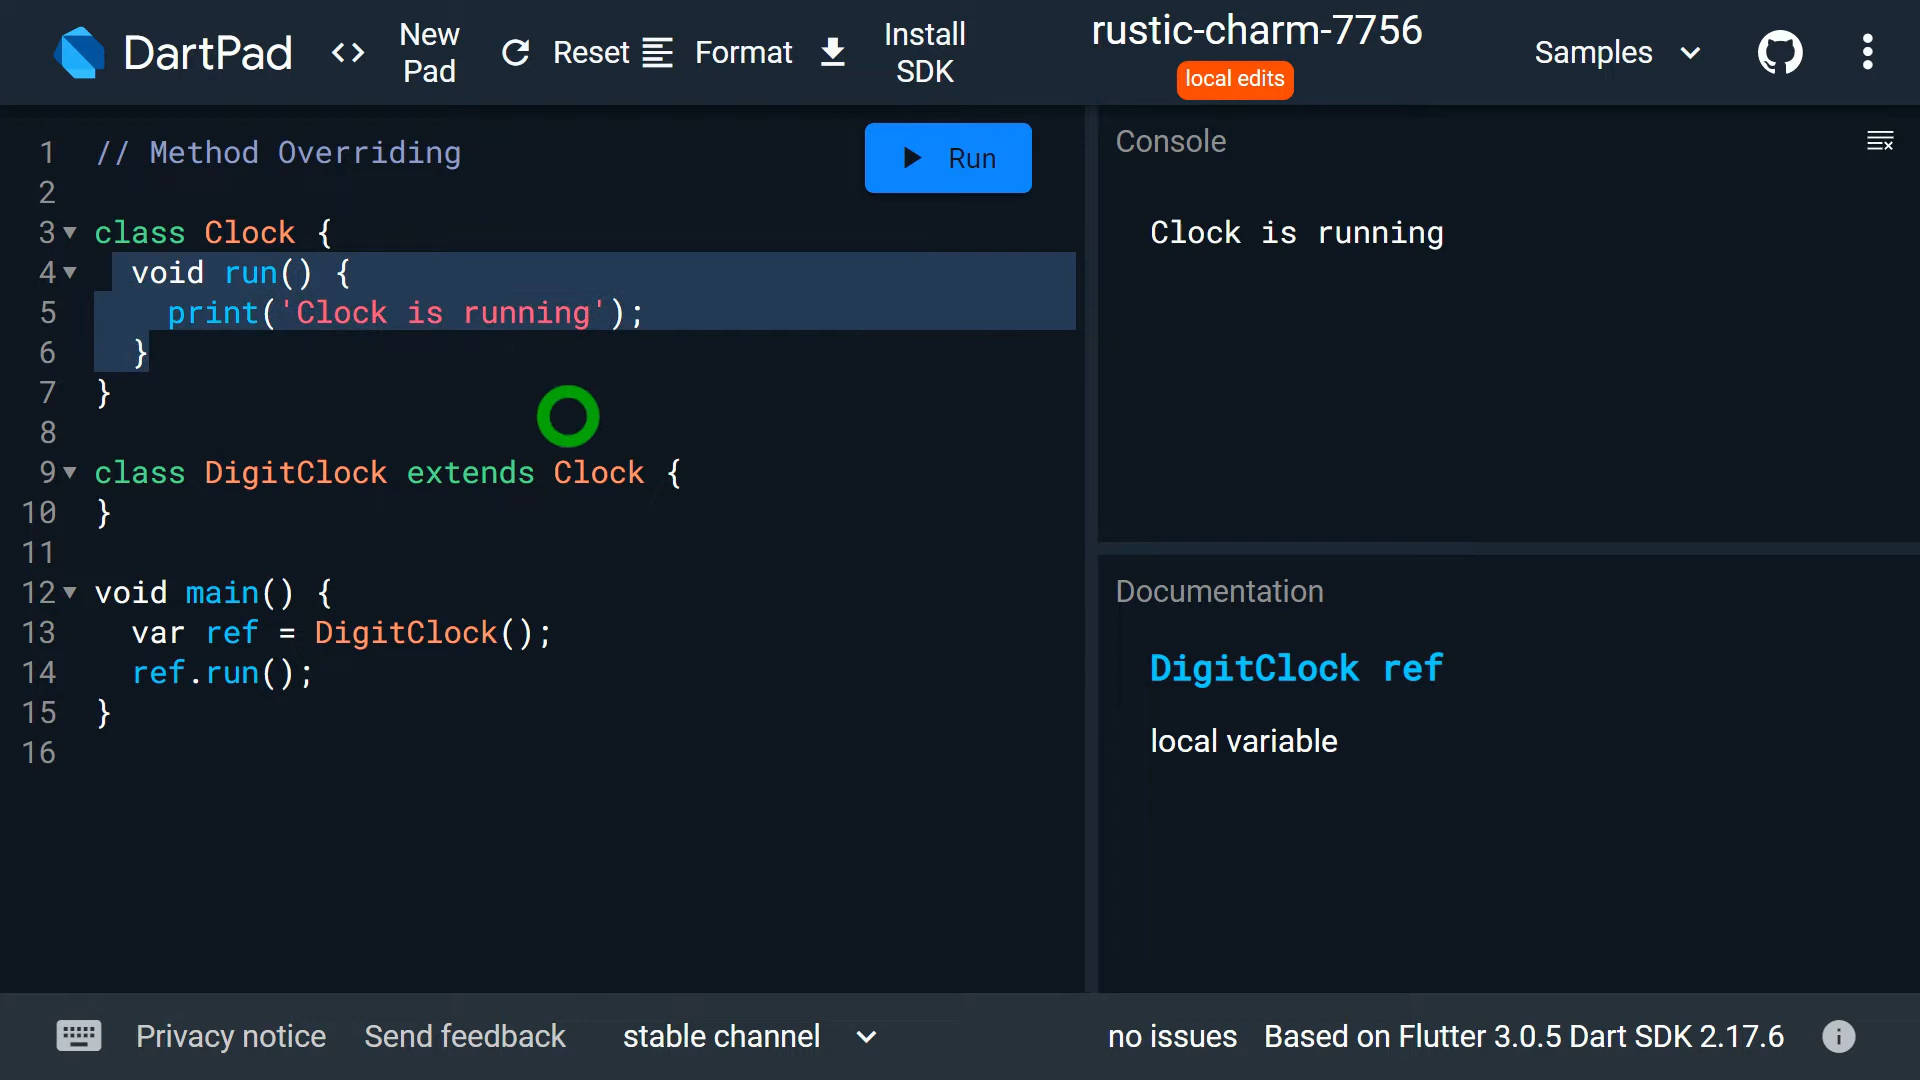 DartPad
<> New Pad
Reset
Format
Install SDK
rustic-charm-7756
local edits
Samples
1 // Method Overriding
2
3 class Clock {
4   void run() {
5     print('Clock is running');
6   }
7 }
8
9 class DigitClock extends Clock {
10 }
11
12 void main() {
13   var ref = DigitClock();
14   ref.run();
15 }
16
Run
Console
Clock is running
Documentation
DigitClock ref
local variable
Privacy notice
Send feedback
stable channel
no issues
Based on Flutter 3.0.5 Dart SDK 2.17.6